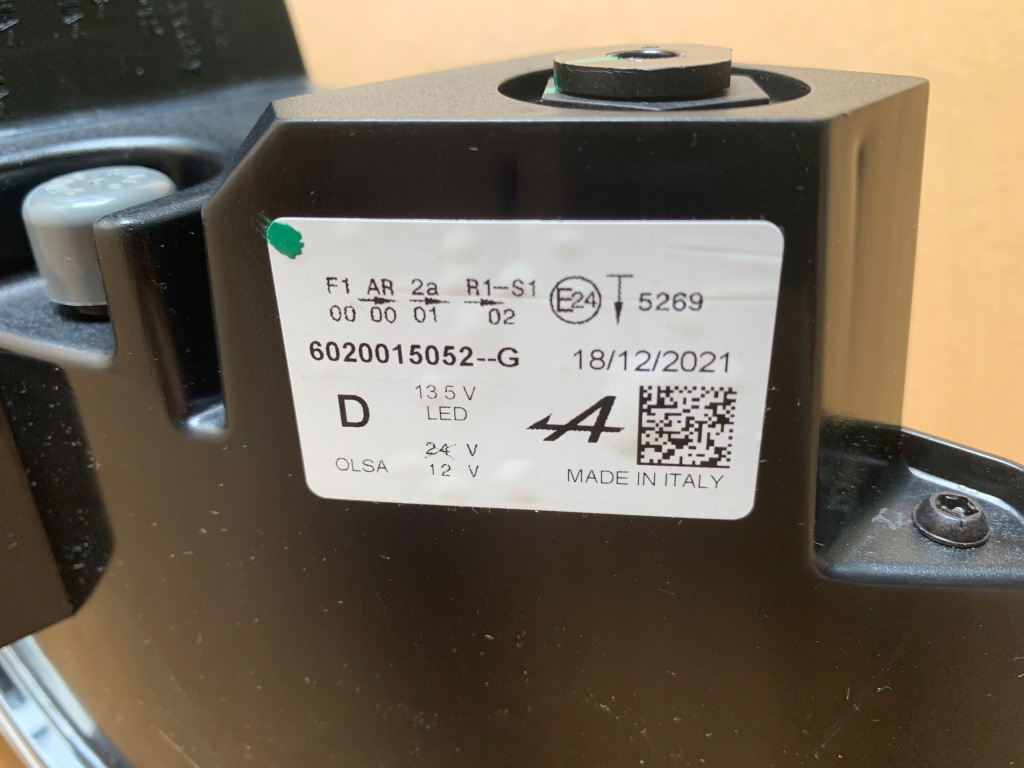 F1 AR 2a R1-S1 E24 5269
00 00 01 02
6020015052--G 18/12/2021
13.5 V
D LED
24 V
OLSA 12 V
MADE IN ITALY